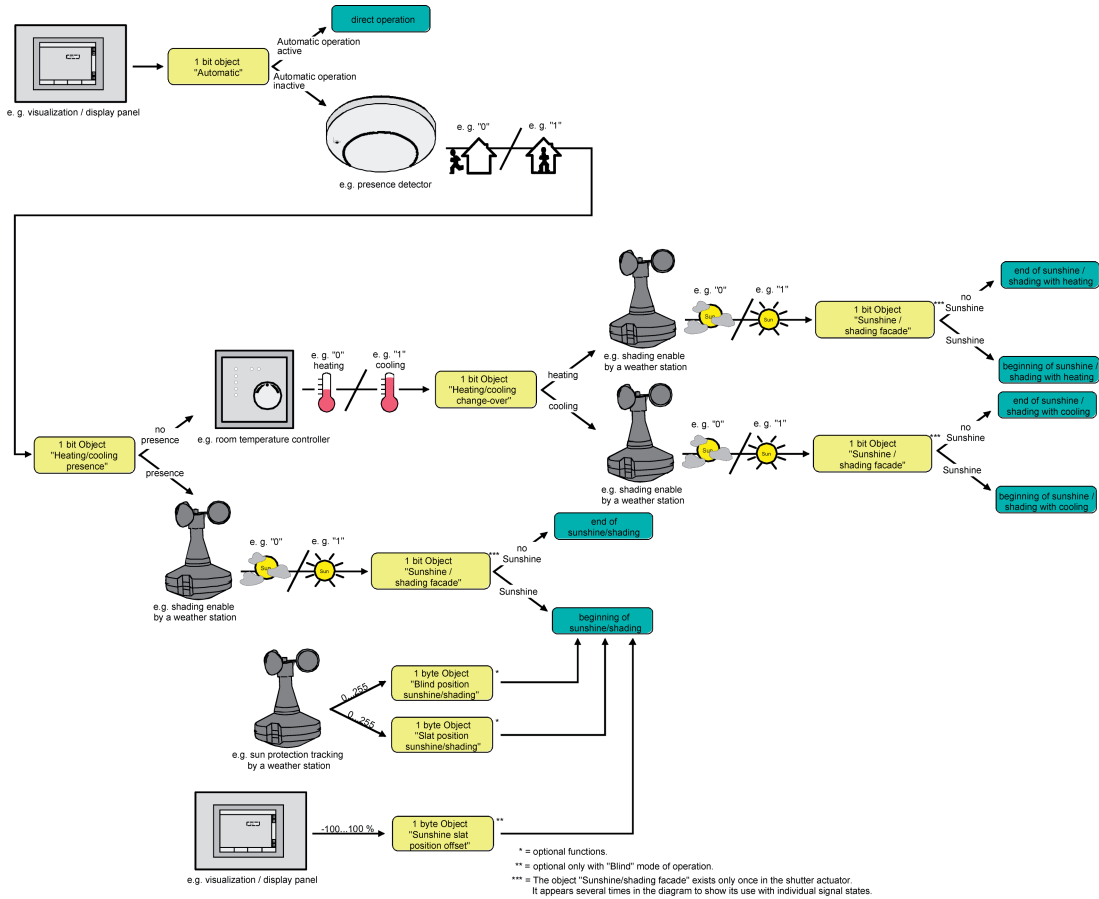 direct operation
Automatic operation
active
1 bit object
"Automatic"
Automatic operation
inactive
e. g. visualization / display panel
e. g. "0"
e. g. "1"
e.g. presence detector
end of sunshine /
shading with heating
e. g. "0"
e. g. "1"
Sun
Sun
1 bit Object
"Sunshine /
shading facade"
***
no
Sunshine
Sunshine
e.g. shading enable
by a weather station
beginning of sunshine /
shading with heating
e. g. "0"
heating
e. g. "1"
cooling
1 bit Object
"Heating/cooling
change-over"
heating
cooling
end of sunshine /
shading with cooling
e. g. "0"
e. g. "1"
Sun
Sun
1 bit Object
"Sunshine /
shading facade"
***
no
Sunshine
Sunshine
e.g. shading enable
by a weather station
beginning of sunshine /
shading with cooling
e.g. room temperature controller
no
presence
1 bit Object
"Heating/cooling
presence"
presence
end of
sunshine/shading
e. g. "0"
e. g. "1"
Sun
Sun
1 bit Object
"Sunshine /
shading facade"
***
no
Sunshine
Sunshine
e.g. shading enable
by a weather station
beginning of
sunshine/shading
0...255
1 byte Object
"Blind position
sunshine/shading"
*
0...255
1 byte Object
"Slat position
sunshine/shading"
*
e.g. sun protection tracking
by a weather station
-100...100 %
1 byte Object
"Sunshine slat
position offset"
**
e.g. visualization / display panel
* = optional functions.
** = optional only with "Blind" mode of operation.
*** = The object "Sunshine/shading facade" exists only once in the shutter actuator.
It appears several times in the diagram to show its use with individual signal states.